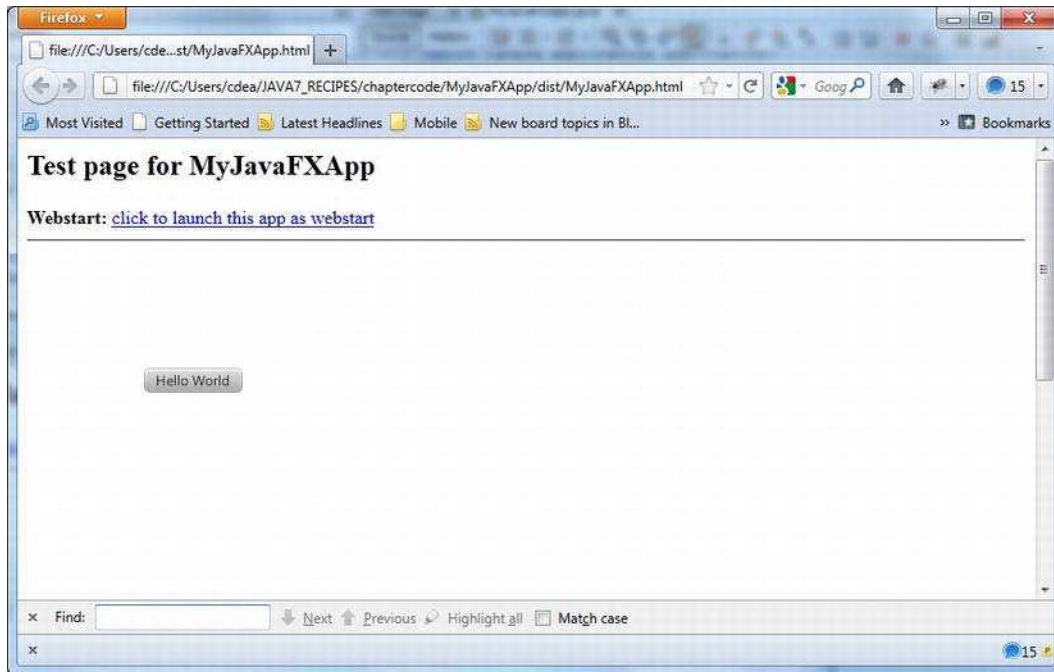 Firefox
file:///C:/Users/cde...st/MyJavaFXApp.html
file:///C:/Users/cdea/JAVA7_RECIPES/chaptercode/MyJavaFXApp/dist/MyJavaFXApp.html Goog 15
Most Visited Getting Started Latest Headlines Mobile New board topics in Bl... » Bookmarks
Test page for MyJavaFXApp
Webstart: click to launch this app as webstart
Hello World
× Find: Next Previous Highlight all Match case
× 15